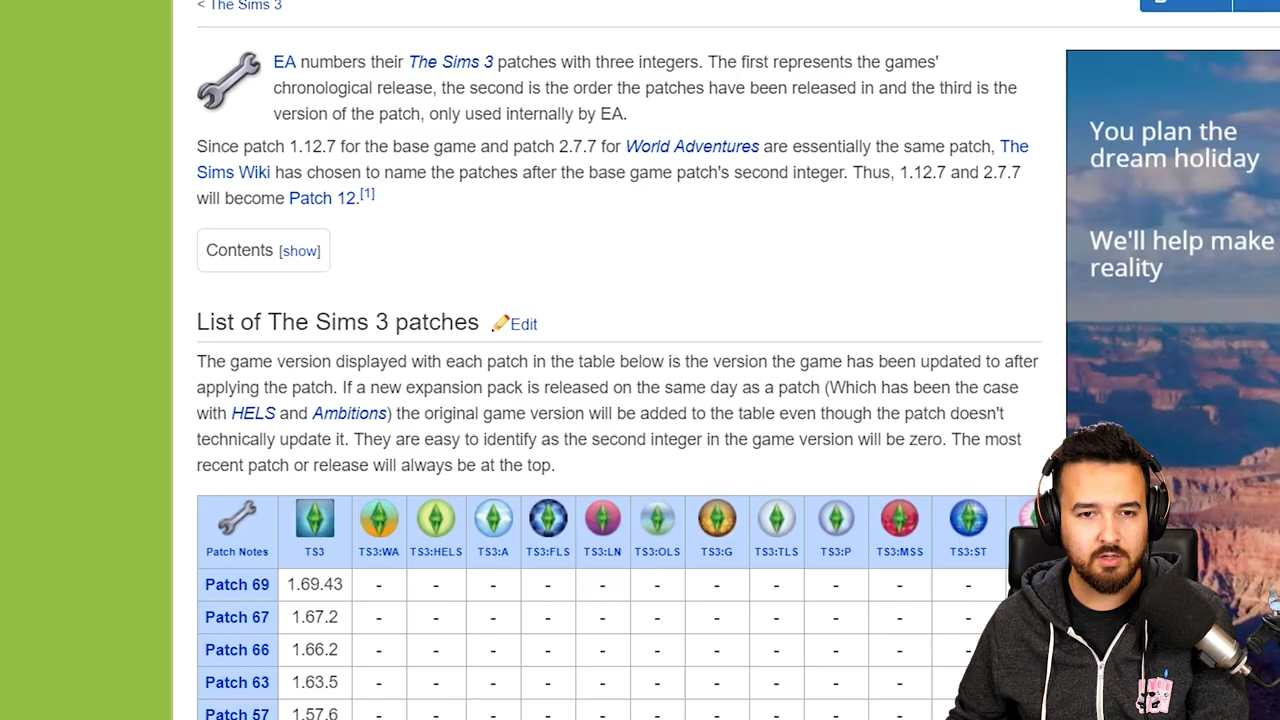 < The Sims 3
EA numbers their The Sims 3 patches with three integers. The first represents the games'
chronological release, the second is the order the patches have been released in and the third is the
version of the patch, only used internally by EA.
Since patch 1.12.7 for the base game and patch 2.7.7 for World Adventures are essentially the same patch, The
Sims Wiki has chosen to name the patches after the base game patch's second integer. Thus, 1.12.7 and 2.7.7
will become Patch 12.[1]
Contents [show]
List of The Sims 3 patches Edit
The game version displayed with each patch in the table below is the version the game has been updated to after
applying the patch. If a new expansion pack is released on the same day as a patch (Which has been the case
with HELS and Ambitions) the original game version will be added to the table even though the patch doesn't
technically update it. They are easy to identify as the second integer in the game version will be zero. The most
recent patch or release will always be at the top.
Patch Notes TS3 TS3:WA TS3:HELS TS3:A TS3:FLS TS3:LN TS3:OLS TS3:G TS3:TLS TS3:P TS3:MSS TS3:ST
Patch 69 1.69.43 - - - - - - - - - - -
Patch 67 1.67.2 - - - - - - - - - - -
Patch 66 1.66.2 - - - - - - - - - - -
Patch 63 1.63.5 - - - - - - - - - - -
Patch 57 1.57.6 - - - - - - - - - - -
You plan the
dream holiday
We'll help make
reality